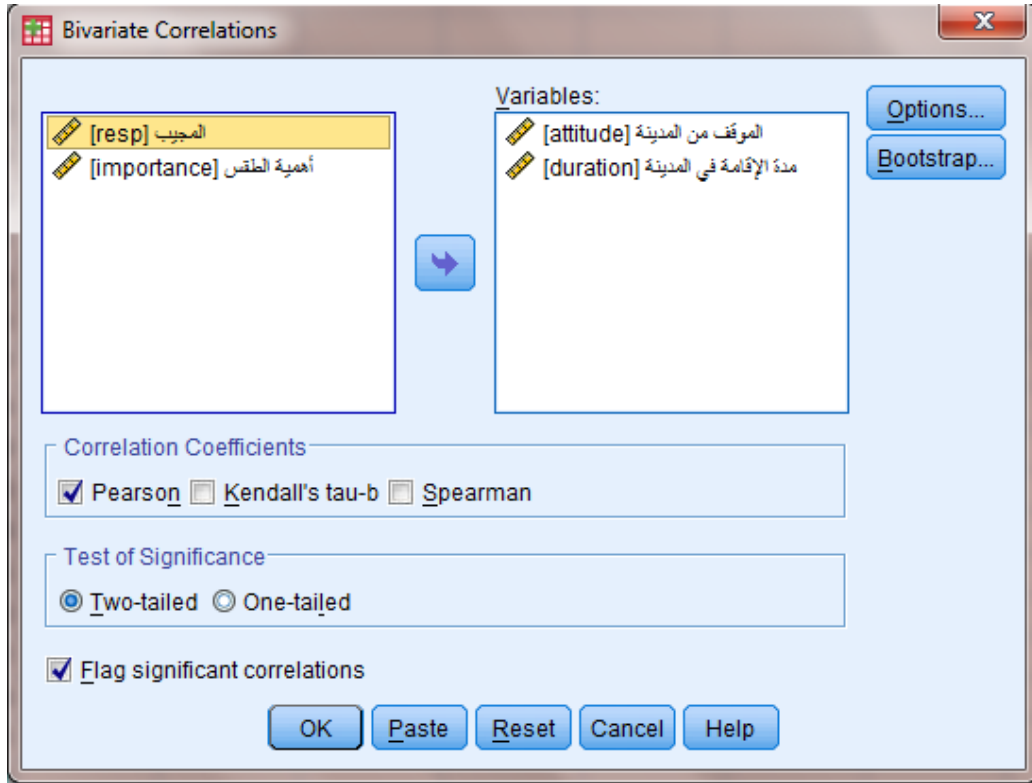 Bivariate Correlations
المجيب [resp]
أهمية الطقس [importance]
Variables:
الموقف من المدينة [attitude]
مدة الإقامة في المدينة [duration]
Options...
Bootstrap...
Correlation Coefficients
Pearson Kendall's tau-b Spearman
Test of Significance
Two-tailed One-tailed
Flag significant correlations
OK Paste Reset Cancel Help